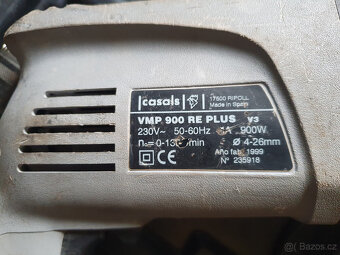 casals
17500 RIPOLL
Made in Spain
VMP 900 RE PLUS V3
230V~ 50-60Hz 900W
Ø 4-26mm
Año fab. 1999
N° 235918
bazos.cz